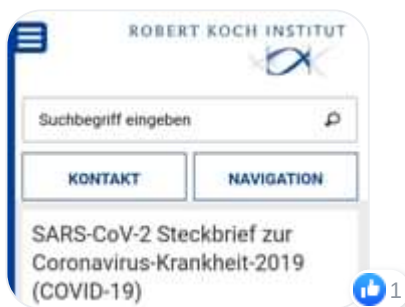 ROBERT KOCH INSTITUT
Suchbegriff eingeben
KONTAKT
NAVIGATION
SARS-CoV-2 Steckbrief zur
Coronavirus-Krankheit-2019
(COVID-19)
1